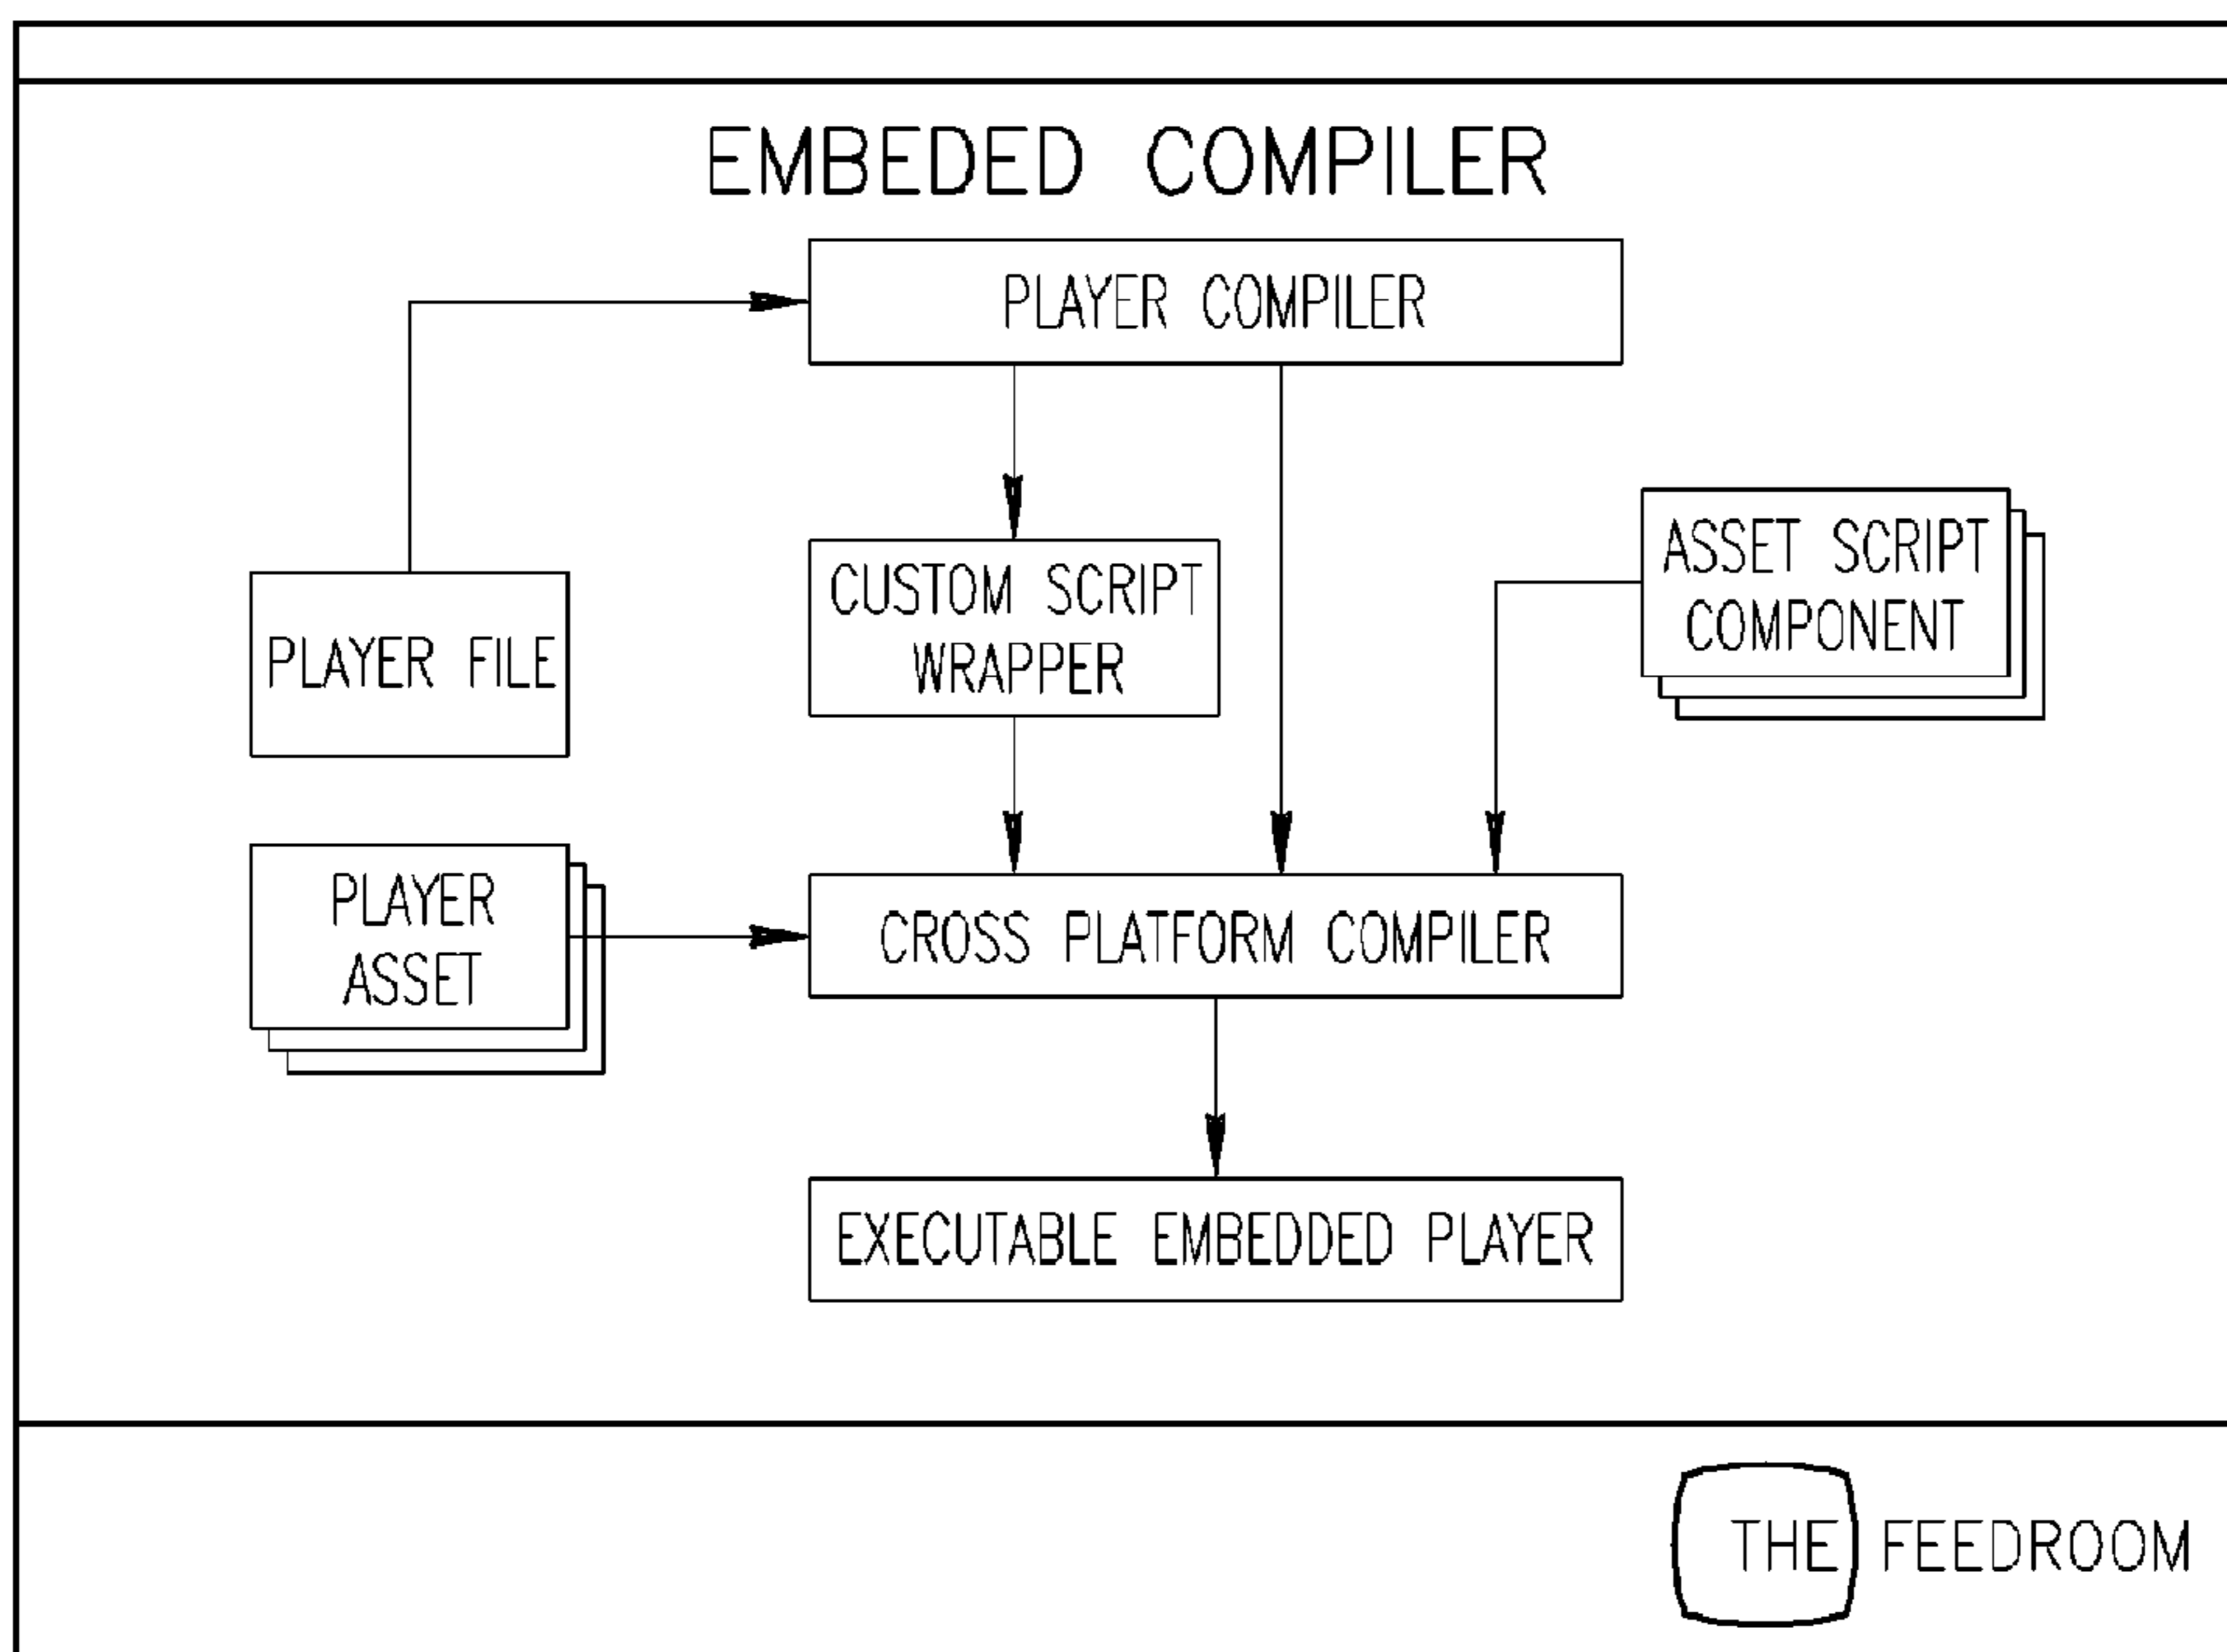 EMBEDED COMPILER
PLAYER COMPILER
CUSTOM SCRIPT
WRAPPER
ASSET SCRIPT
COMPONENT
PLAYER FILE
PLAYER
ASSET
CROSS PLATFORM COMPILER
EXECUTABLE EMBEDDED PLAYER
THE FEEDROOM